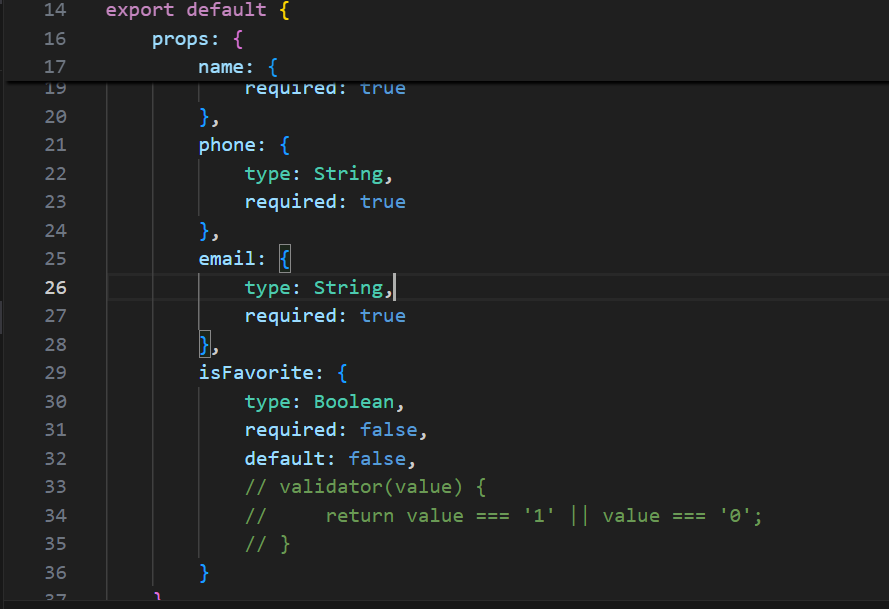 14 export default {
16     props: {
17         name: {
19             required: true
20         },
21         phone: {
22             type: String,
23             required: true
24         },
25         email: {
26             type: String,
27             required: true
28         },
29         isFavorite: {
30             type: Boolean,
31             required: false,
32             default: false,
33             // validator(value) {
34             //     return value === '1' || value === '0';
35             // }
36         }
37     }